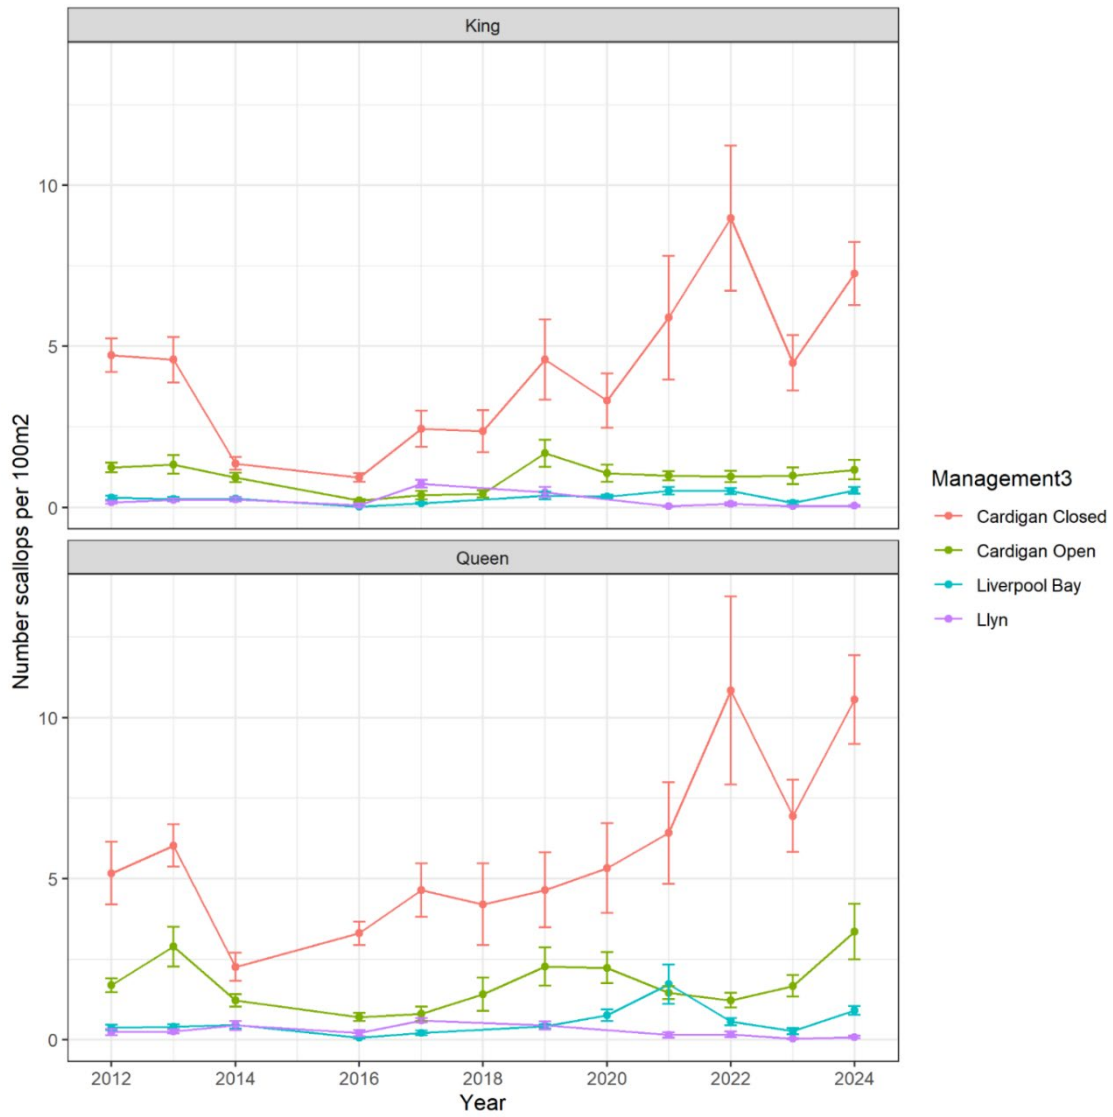 King
10
5
0
Queen
10
5
0
Number scallops per 100m2
2012 2014 2016 2018 2020 2022 2024
Year
Management3
Cardigan Closed
Cardigan Open
Liverpool Bay
Llyn